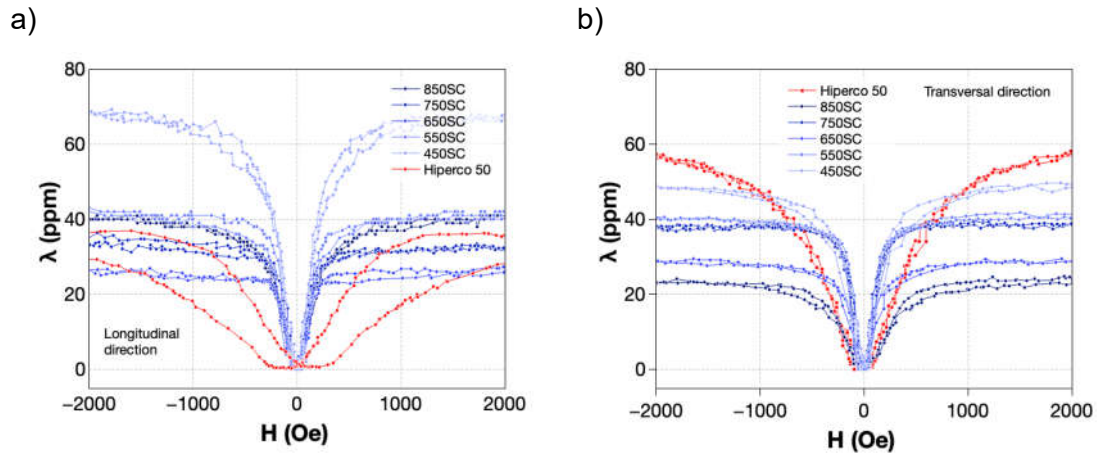 a)
80
60
40
20
0
λ (ppm)
850SC
750SC
650SC
550SC
450SC
Hiperco 50
Longitudinal
direction
−2000
−1000
0
1000
2000
H (Oe)
b)
80
60
40
20
0
λ (ppm)
Hiperco 50
850SC
750SC
650SC
550SC
450SC
Transversal direction
−2000
−1000
0
1000
2000
H (Oe)